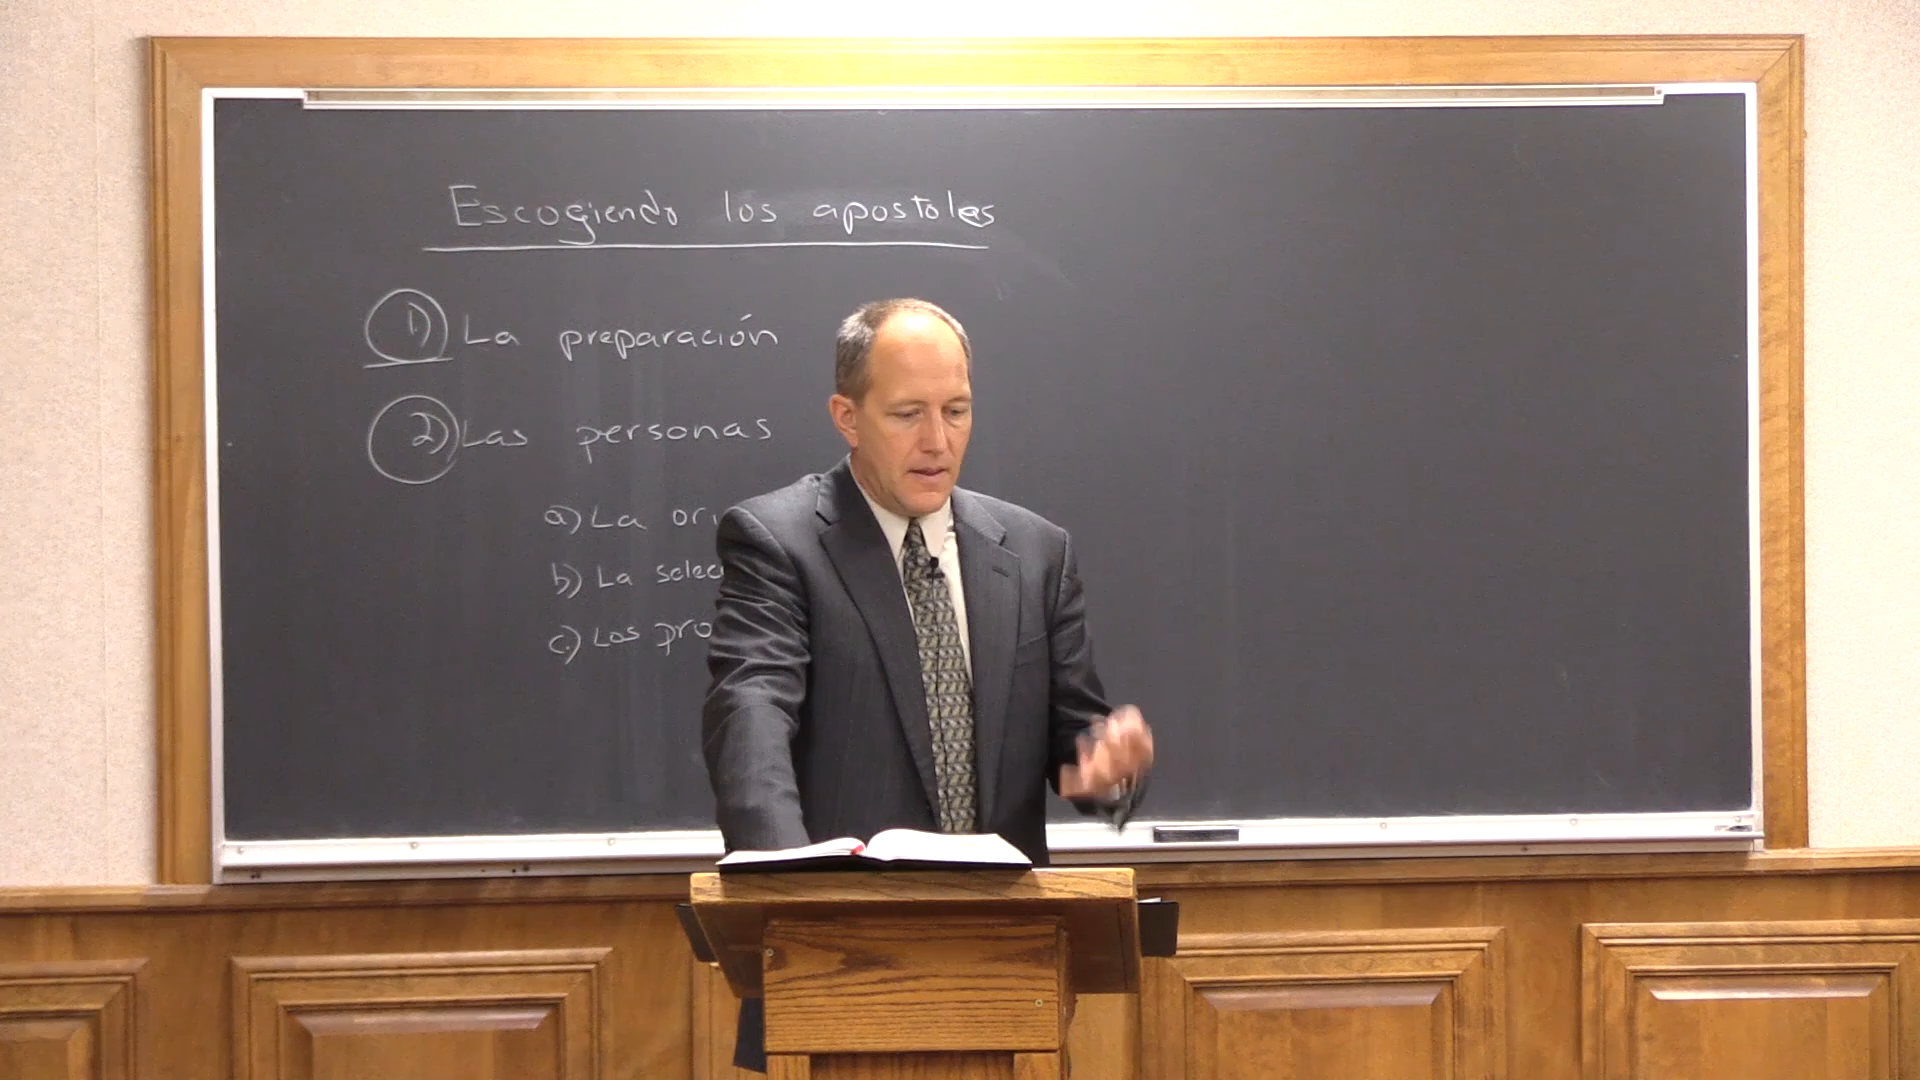 Escogiendo los apostoles
1) La preparación
2) Las personas
a) La
b) La
c) Los